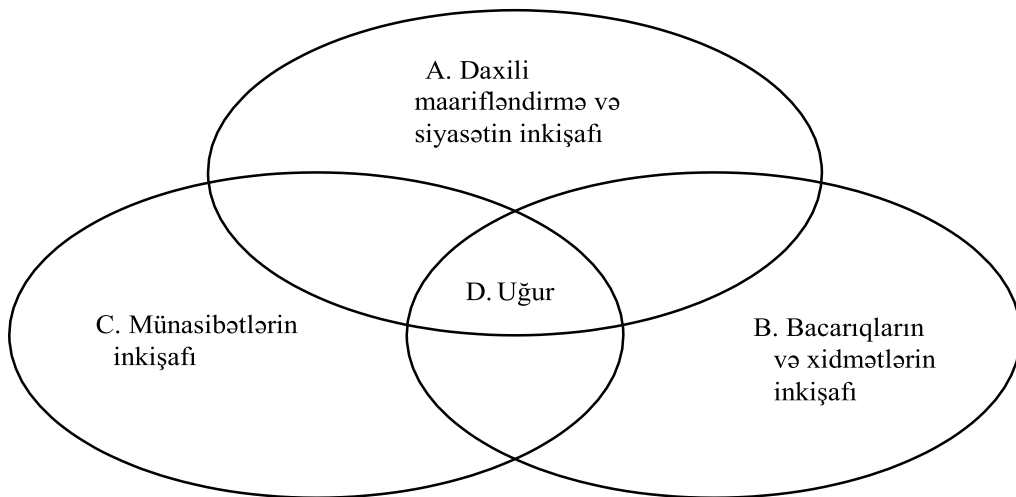 A. Daxili
maarifləndirmə və
siyasətin inkişafı
D. Uğur
C. Münasibətlərin
inkişafı
B. Bacarıqların
və xidmətlərin
inkişafı